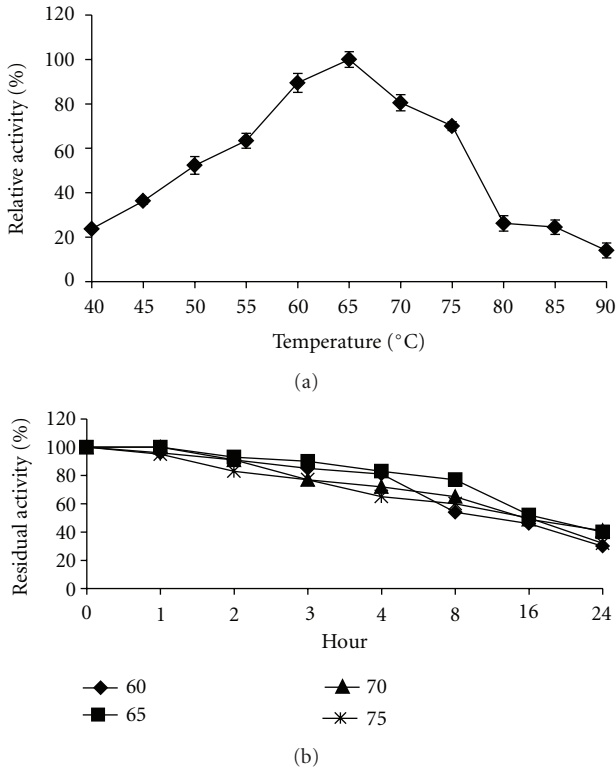 120
100
80
60
40
20
0
Relative activity (%)
40 45 50 55 60 65 70 75 80 85 90
Temperature (°C)
(a)
120
100
80
60
40
20
0
Residual activity (%)
0 1 2 3 4 8 16 24
Hour
60 70
65 75
(b)